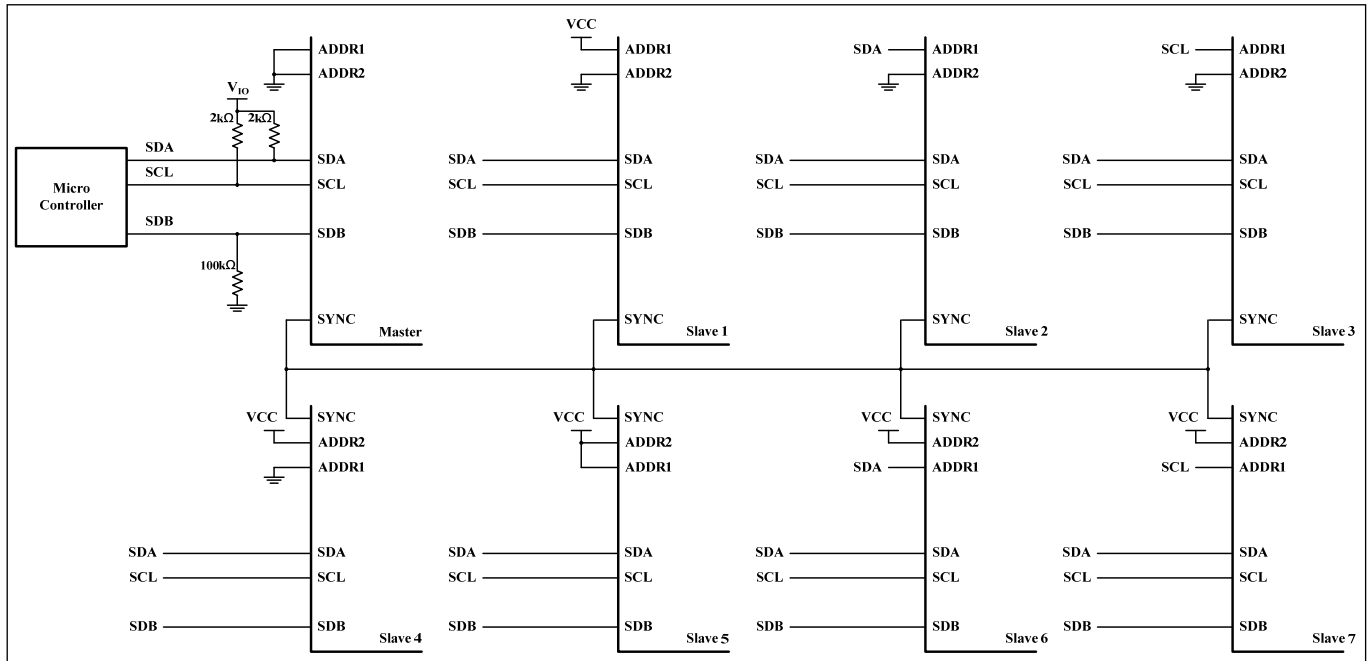 VCC
ADDR1 ADDR1 SDA ADDR1 SCL ADDR1
ADDR2 ADDR2 ADDR2 ADDR2
VIO
2kΩ 2kΩ
SDA SDA SDA SDA SDA SDA SDA SDA
SCL SCL SCL SCL SCL SCL SCL SCL
Micro
Controller
SDB SDB SDB SDB SDB SDB SDB SDB
100kΩ
SYNC SYNC SYNC SYNC
Master Slave 1 Slave 2 Slave 3
VCC SYNC VCC SYNC VCC SYNC VCC SYNC
ADDR2 ADDR2 ADDR2 ADDR2
ADDR1 ADDR1 SDA ADDR1 SCL ADDR1
SDA SDA SDA SDA SDA SDA SDA SDA
SCL SCL SCL SCL SCL SCL SCL SCL
SDB SDB SDB SDB SDB SDB SDB SDB
Slave 4 Slave 5 Slave 6 Slave 7